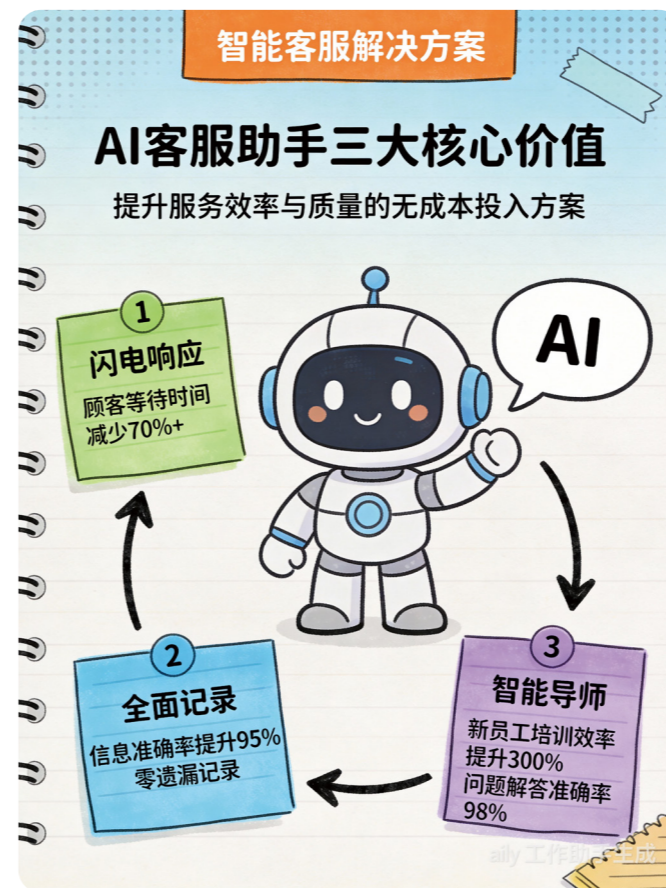 智能客服解决方案
AI客服助手三大核心价值
提升服务效率与质量的无成本投入方案
AI
1
闪电响应
顾客等待时间
减少70%+
2
全面记录
信息准确率提升95%
零遗漏记录
3
智能导师
新员工培训效率
提升300%
问题解答准确率
98%
aily 工作助手生成